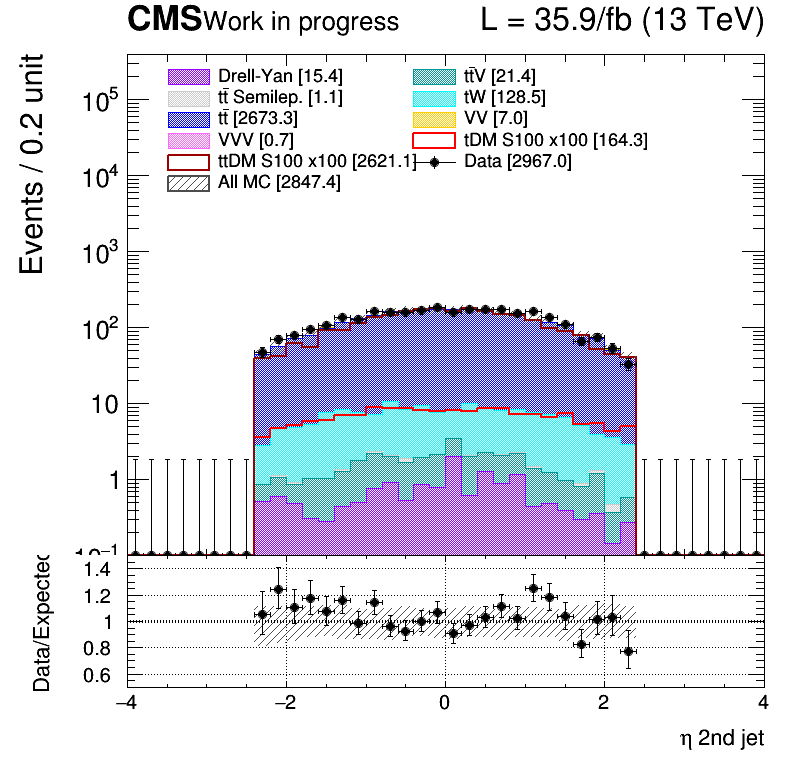 CMS Work in progress L = 35.9/fb (13 TeV)
Drell-Yan [15.4]
tt̄ Semilep. [1.1]
tt̄ [2673.3]
VVV [0.7]
ttDM S100 x100 [2621.1]
All MC [2847.4]
tt̄V [21.4]
tW [128.5]
VV [7.0]
tDM S100 x100 [164.3]
Data [2967.0]
Events / 0.2 unit
10⁵
10⁴
10³
10²
10
1
10⁻¹
Data/Expected
1.4
1.2
1
0.8
0.6
−4 −2 0 2 4
η 2nd jet